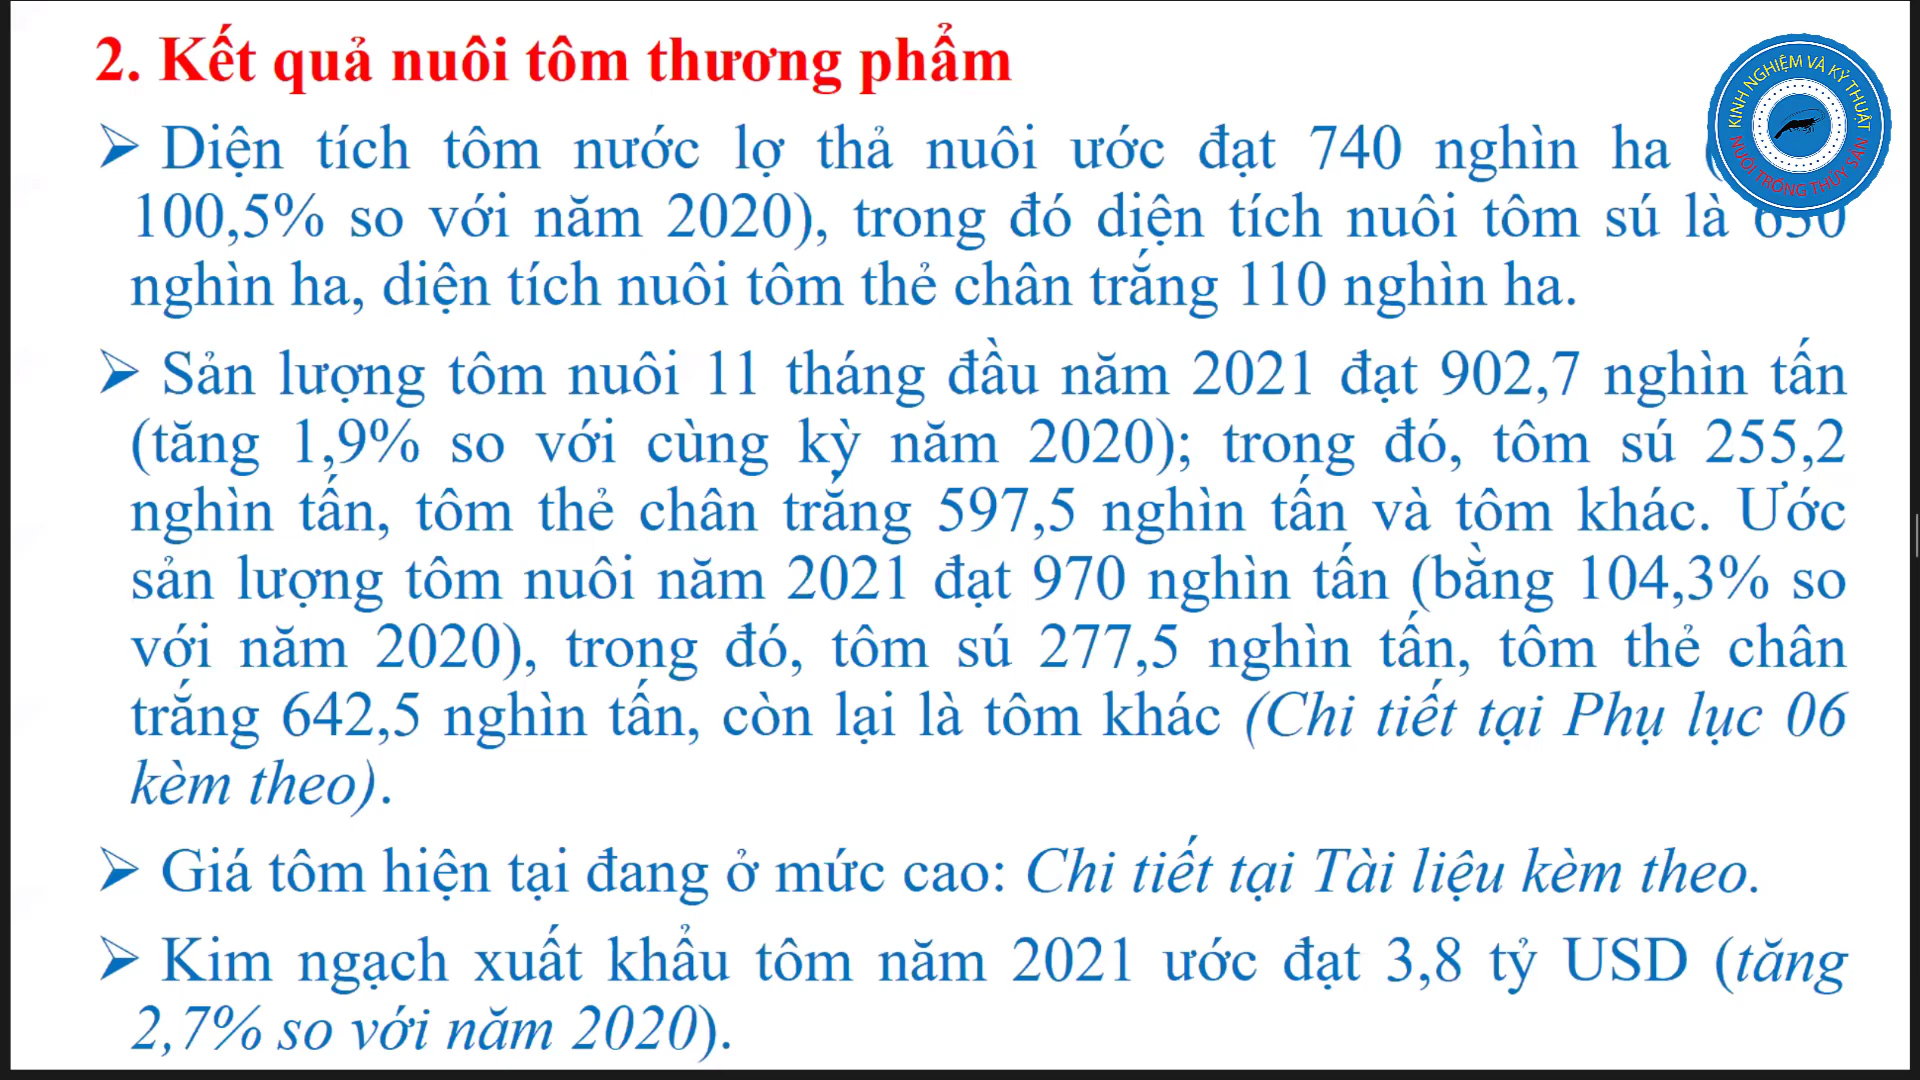 2. Kết quả nuôi tôm thương phẩm
KINH NGHIỆM VÀ KỸ THUẬT
NUÔI TRỒNG THỦY SẢN
➢ Diện tích tôm nước lợ thả nuôi ước đạt 740 nghìn ha (
100,5% so với năm 2020), trong đó diện tích nuôi tôm sú là 630
nghìn ha, diện tích nuôi tôm thẻ chân trắng 110 nghìn ha.
➢ Sản lượng tôm nuôi 11 tháng đầu năm 2021 đạt 902,7 nghìn tấn
(tăng 1,9% so với cùng kỳ năm 2020); trong đó, tôm sú 255,2
nghìn tấn, tôm thẻ chân trắng 597,5 nghìn tấn và tôm khác. Ước
sản lượng tôm nuôi năm 2021 đạt 970 nghìn tấn (bằng 104,3% so
với năm 2020), trong đó, tôm sú 277,5 nghìn tấn, tôm thẻ chân
trắng 642,5 nghìn tấn, còn lại là tôm khác (Chi tiết tại Phụ lục 06
kèm theo).
➢ Giá tôm hiện tại đang ở mức cao: Chi tiết tại Tài liệu kèm theo.
➢ Kim ngạch xuất khẩu tôm năm 2021 ước đạt 3,8 tỷ USD (tăng
2,7% so với năm 2020).